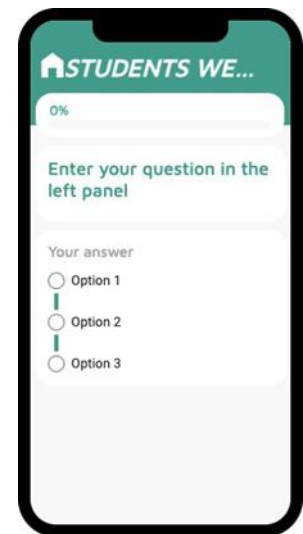 STUDENTS WE...
0%
Enter your question in the
left panel
Your answer
Option 1
Option 2
Option 3